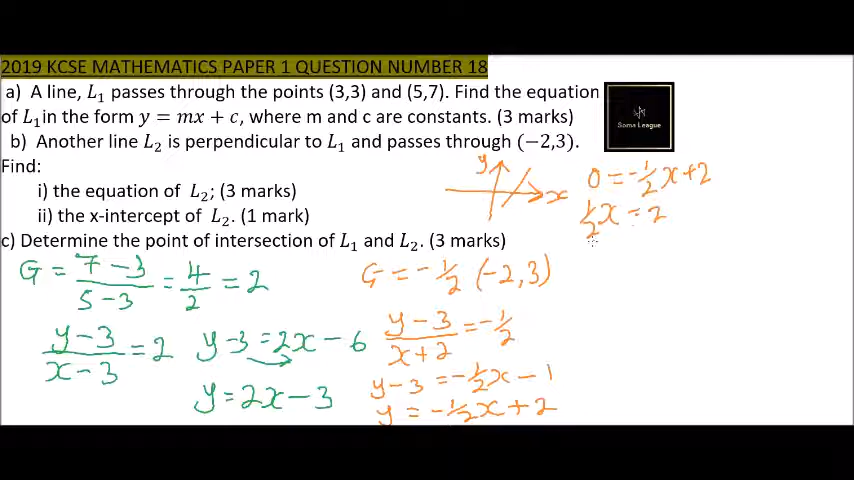 2019 KCSE MATHEMATICS PAPER 1 QUESTION NUMBER 18
a) A line, L₁ passes through the points (3,3) and (5,7). Find the equation
of L₁in the form y = mx + c, where m and c are constants. (3 marks)
b) Another line L₂ is perpendicular to L₁ and passes through (−2,3).
Find:
i) the equation of L₂; (3 marks)
ii) the x-intercept of L₂. (1 mark)
c) Determine the point of intersection of L₁ and L₂. (3 marks)
Soma League
G = (7 − 3)/(5 − 3) = 4/2 = 2
(y − 3)/(x − 3) = 2
y − 3 = 2x − 6
y = 2x − 3
G = −1/2 (−2, 3)
(y − 3)/(x + 2) = −1/2
y − 3 = −1/2x − 1
y = −1/2x + 2
y
x
0 = −1/2x + 2
1/2x = 2